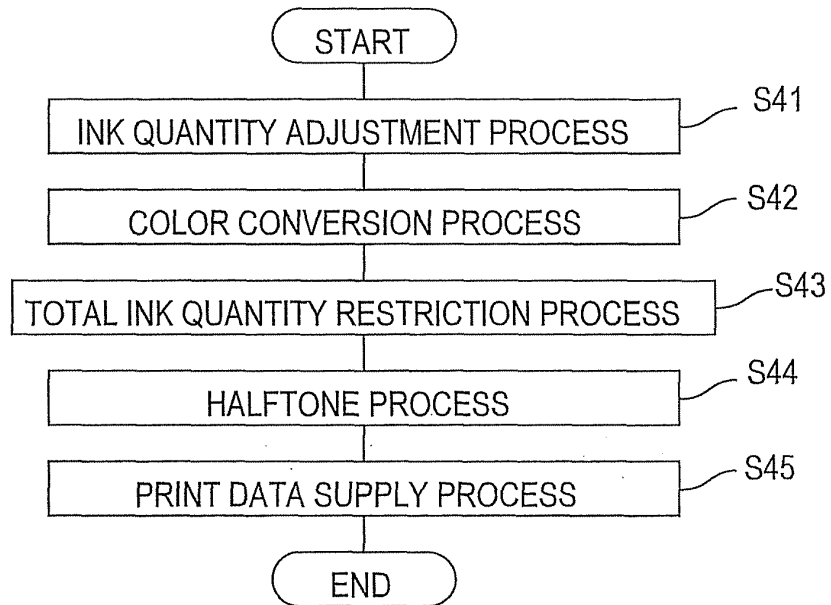 START
INK QUANTITY ADJUSTMENT PROCESS
S41
COLOR CONVERSION PROCESS
S42
TOTAL INK QUANTITY RESTRICTION PROCESS
S43
HALFTONE PROCESS
S44
PRINT DATA SUPPLY PROCESS
S45
END